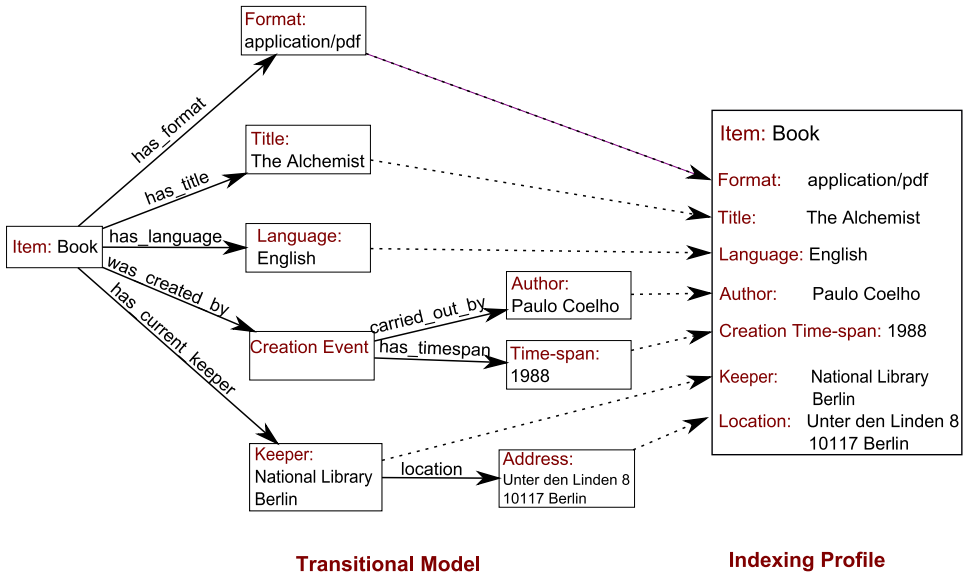 Format:
application/pdf
has_format
Title:
The Alchemist
has_title
Item: Book
has_language
Language:
English
was_created_by
Creation Event
carried_out_by
Author:
Paulo Coelho
has_timespan
Time-span:
1988
has_current_keeper
Keeper:
National Library
Berlin
location
Address:
Unter den Linden 8
10117 Berlin
Item: Book
Format: application/pdf
Title: The Alchemist
Language: English
Author: Paulo Coelho
Creation Time-span: 1988
Keeper: National Library
Berlin
Location: Unter den Linden 8
10117 Berlin
Transitional Model
Indexing Profile